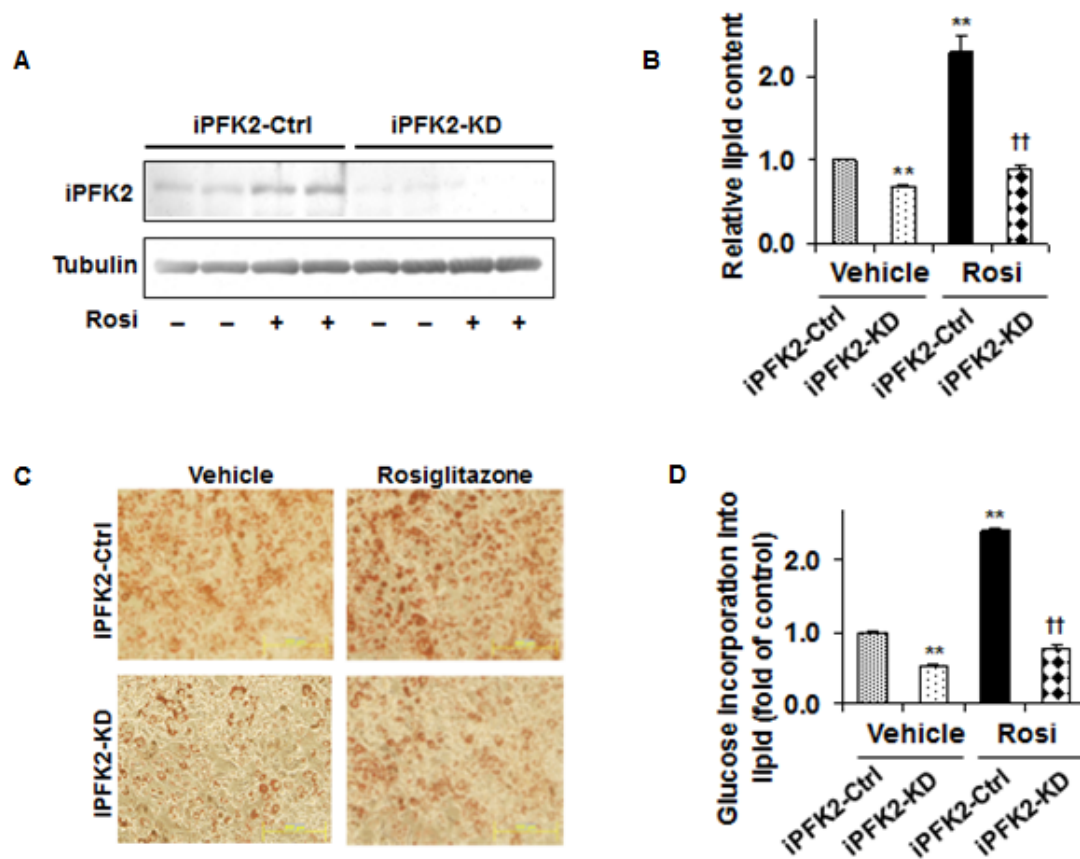 A
iPFK2-Ctrl iPFK2-KD
iPFK2
Tubulin
Rosi – – + + – – + +
B
Relative lipid content
2.0
1.0
0.0
**
**
††
Vehicle Rosi
iPFK2-Ctrl
iPFK2-KD
iPFK2-Ctrl
iPFK2-KD
C
Vehicle Rosiglitazone
iPFK2-Ctrl
iPFK2-KD
D
Glucose incorporation into
lipid (fold of control)
2.0
1.0
0.0
**
**
††
Vehicle Rosi
iPFK2-Ctrl
iPFK2-KD
iPFK2-Ctrl
iPFK2-KD